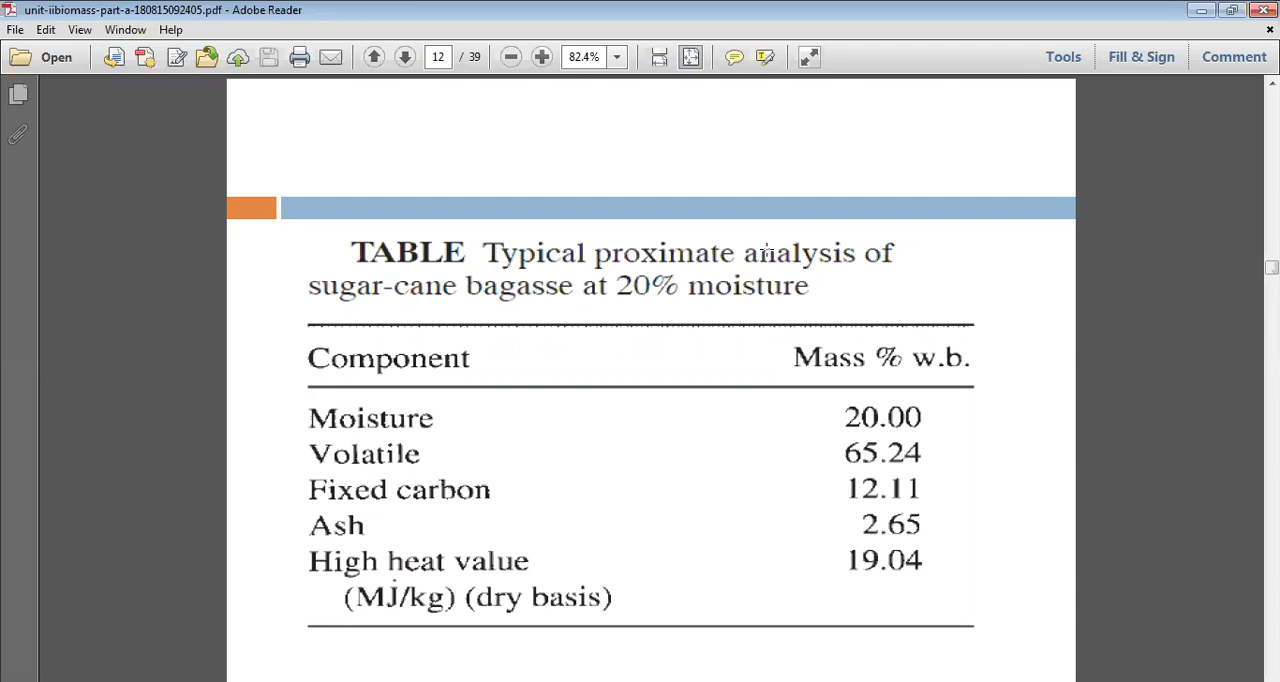 unit-iibiomass-part-a-180815092405.pdf - Adobe Reader
File Edit View Window Help
Open 12 / 39 82.4% Tools Fill & Sign Comment
TABLE Typical proximate analysis of
sugar-cane bagasse at 20% moisture
Component Mass % w.b.
Moisture 20.00
Volatile 65.24
Fixed carbon 12.11
Ash 2.65
High heat value 19.04
(MJ/kg) (dry basis)